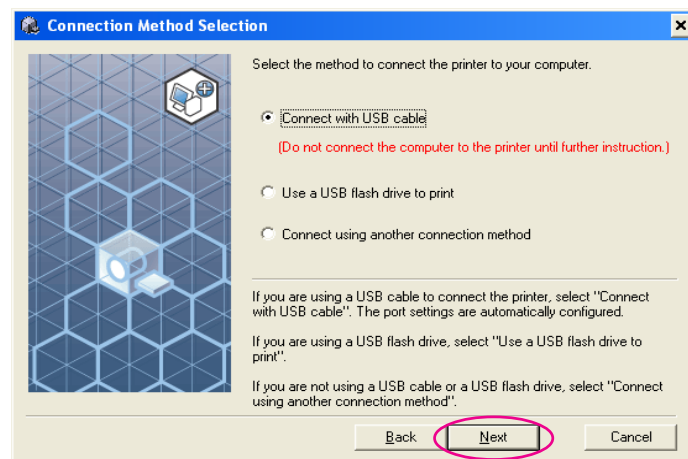 Connection Method Selection
Select the method to connect the printer to your computer.
Connect with USB cable
(Do not connect the computer to the printer until further instruction.)
Use a USB flash drive to print
Connect using another connection method
If you are using a USB cable to connect the printer, select "Connect
with USB cable". The port settings are automatically configured.
If you are using a USB flash drive, select "Use a USB flash drive to
print".
If you are not using a USB cable or a USB flash drive, select "Connect
using another connection method".
Back Next Cancel